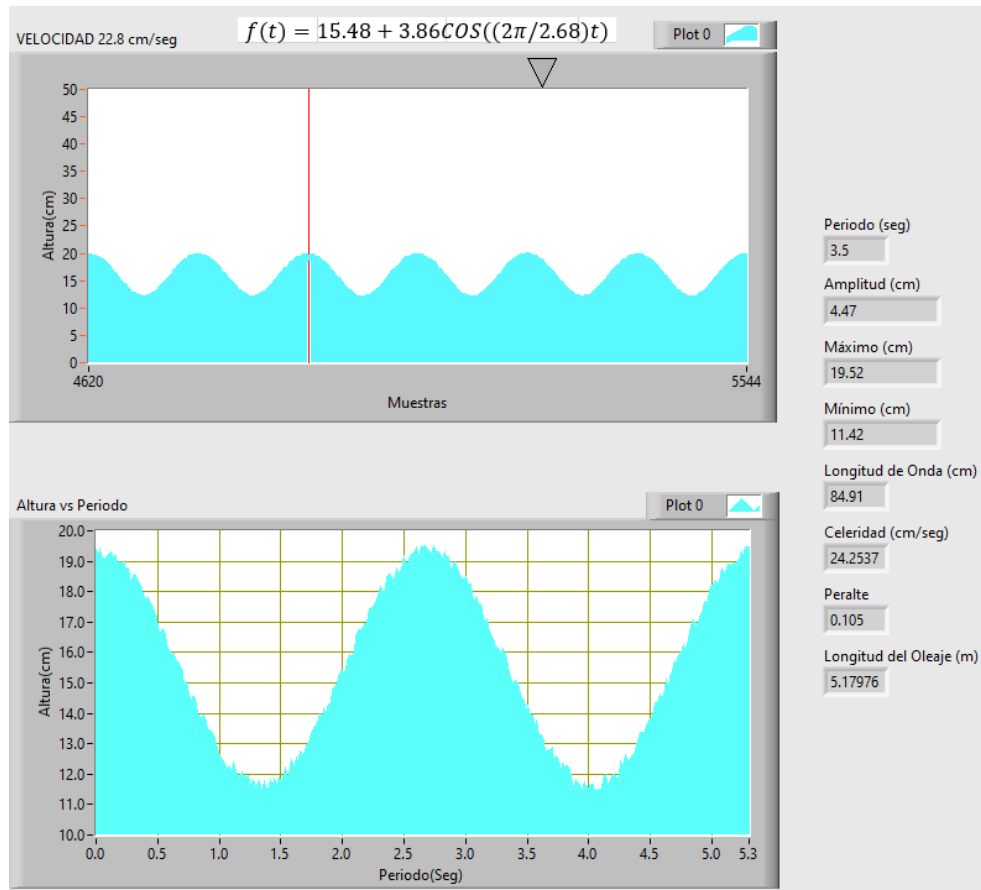 VELOCIDAD 22.8 cm/seg
f(t) = 15.48 + 3.86COS((2π/2.68)t)
Plot 0
50
45
40
35
30
25
20
15
10
5
0
Altura(cm)
4620
5544
Muestras
Periodo (seg)
3.5
Amplitud (cm)
4.47
Máximo (cm)
19.52
Mínimo (cm)
11.42
Longitud de Onda (cm)
84.91
Celeridad (cm/seg)
24.2537
Peralte
0.105
Longitud del Oleaje (m)
5.17976
Altura vs Periodo
Plot 0
20.0
19.0
18.0
17.0
16.0
15.0
14.0
13.0
12.0
11.0
10.0
Altura(cm)
0.0 0.5 1.0 1.5 2.0 2.5 3.0 3.5 4.0 4.5 5.0 5.3
Periodo(Seg)